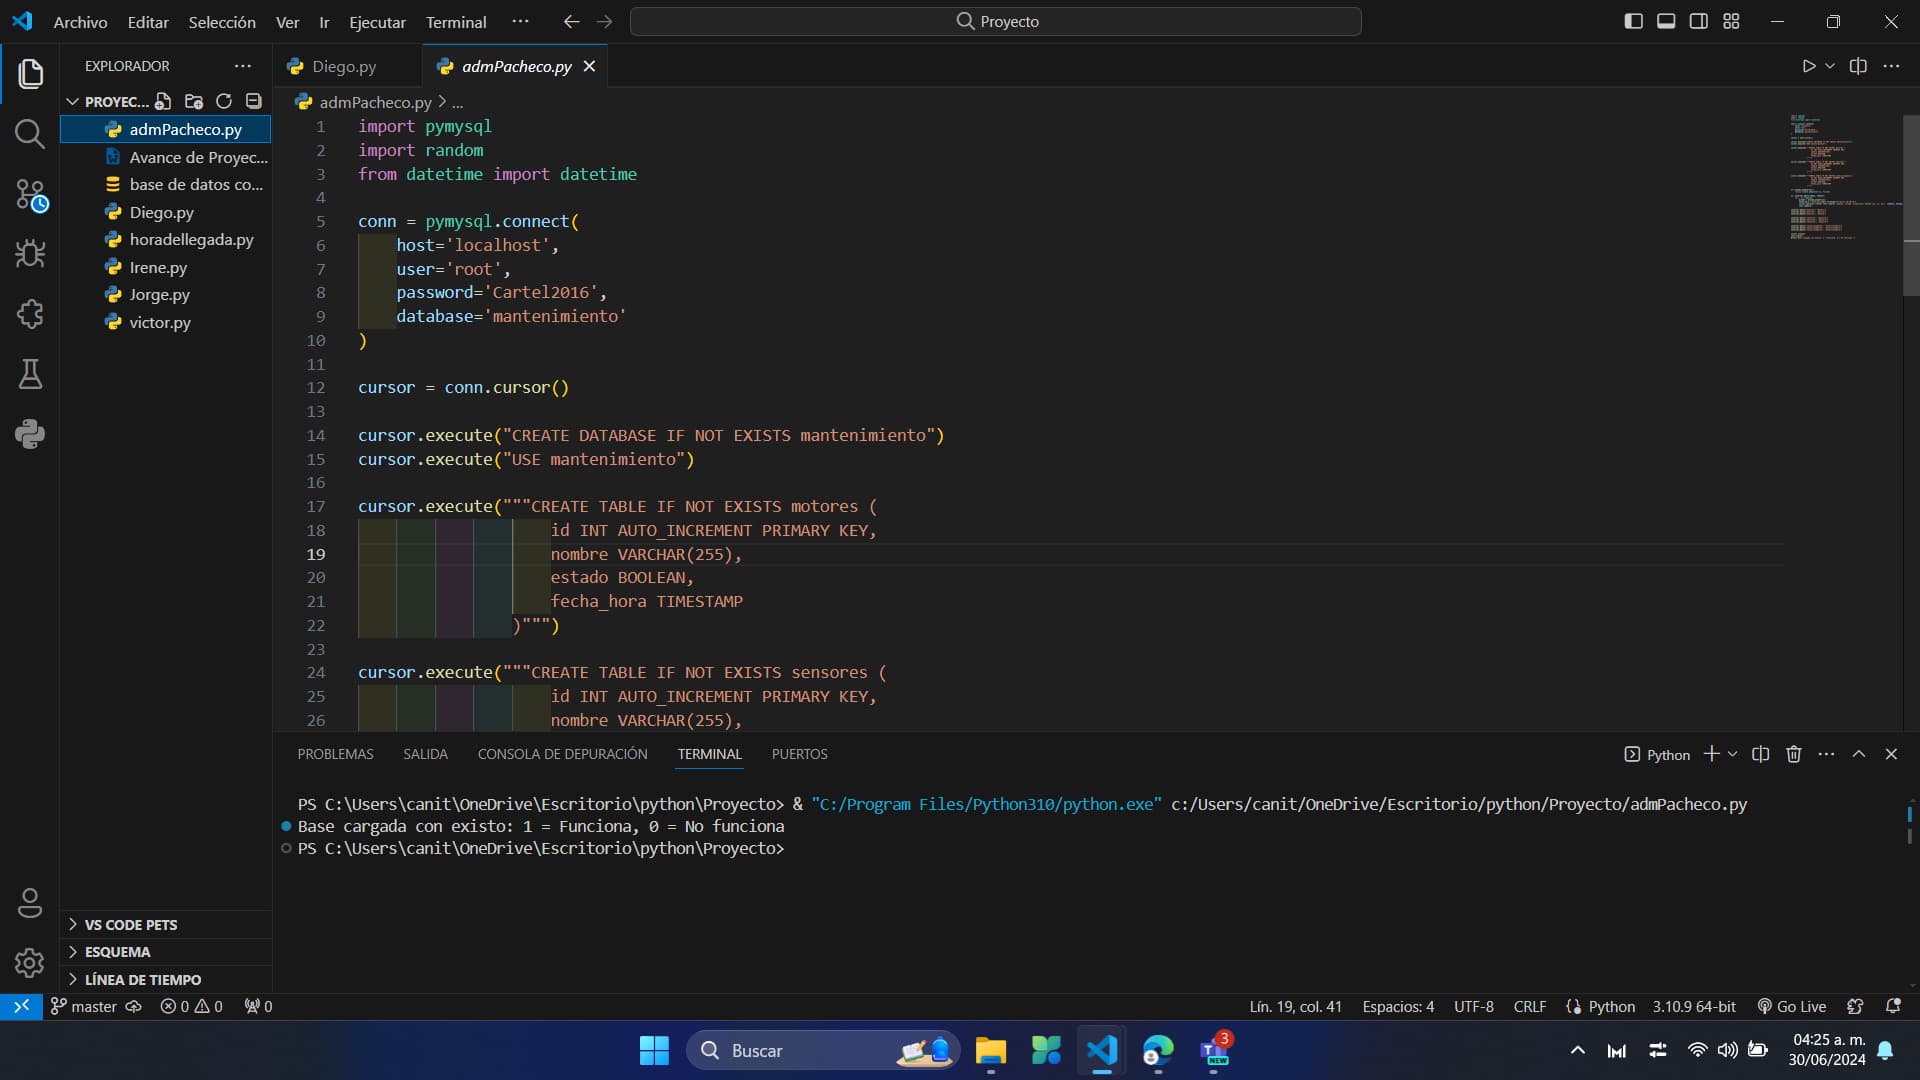 Archivo Editar Selección Ver Ir Ejecutar Terminal ··· Proyecto
EXPLORADOR ···
PROYEC...
admPacheco.py
Avance de Proyec...
base de datos co...
Diego.py
horadellegada.py
Irene.py
Jorge.py
victor.py
VS CODE PETS
ESQUEMA
LÍNEA DE TIEMPO
Diego.py admPacheco.py
admPacheco.py > ...
1 import pymysql
2 import random
3 from datetime import datetime
4
5 conn = pymysql.connect(
6 host='localhost',
7 user='root',
8 password='Cartel2016',
9 database='mantenimiento'
10 )
11
12 cursor = conn.cursor()
13
14 cursor.execute("CREATE DATABASE IF NOT EXISTS mantenimiento")
15 cursor.execute("USE mantenimiento")
16
17 cursor.execute("""CREATE TABLE IF NOT EXISTS motores (
18 id INT AUTO_INCREMENT PRIMARY KEY,
19 nombre VARCHAR(255),
20 estado BOOLEAN,
21 fecha_hora TIMESTAMP
22 )""")
23
24 cursor.execute("""CREATE TABLE IF NOT EXISTS sensores (
25 id INT AUTO_INCREMENT PRIMARY KEY,
26 nombre VARCHAR(255),
PROBLEMAS SALIDA CONSOLA DE DEPURACIÓN TERMINAL PUERTOS Python
PS C:\Users\canit\OneDrive\Escritorio\python\Proyecto> & "C:/Program Files/Python310/python.exe" c:/Users/canit/OneDrive/Escritorio/python/Proyecto/admPacheco.py
Base cargada con existo: 1 = Funciona, 0 = No funciona
PS C:\Users\canit\OneDrive\Escritorio\python\Proyecto>
master 0 0 0 Lín. 19, col. 41 Espacios: 4 UTF-8 CRLF Python 3.10.9 64-bit Go Live
Buscar
3
NEW
04:25 a. m.
30/06/2024